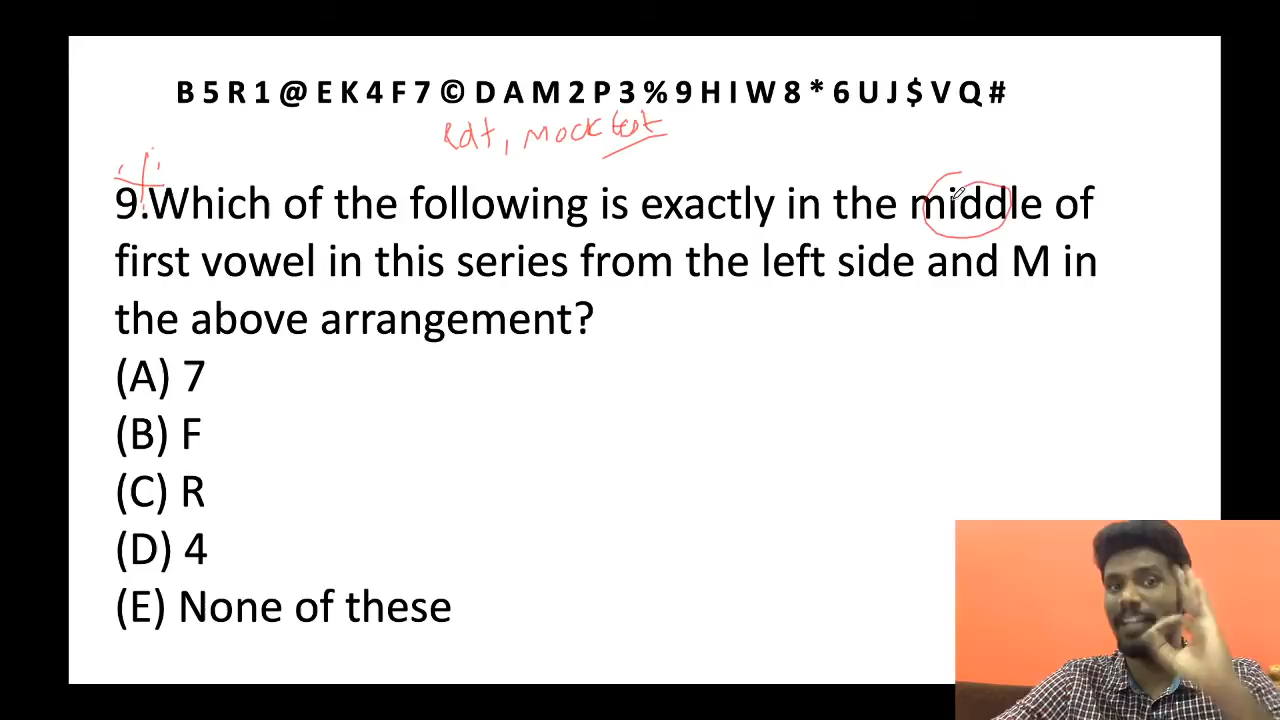 B 5 R 1 @ E K 4 F 7 © D A M 2 P 3 % 9 H I W 8 * 6 U J $ V Q #
Rdt, Mock test
9.Which of the following is exactly in the middle of
first vowel in this series from the left side and M in
the above arrangement?
(A) 7
(B) F
(C) R
(D) 4
(E) None of these